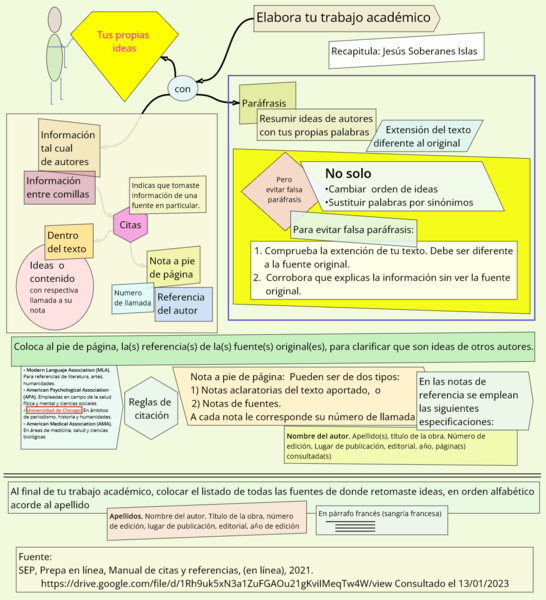 Elabora tu trabajo académico
Recapitula: Jesús Soberanes Islas
Tus propias
ideas
con
Paráfrasis
Resumir ideas de autores
con tus propias palabras
Extensión del texto
diferente al original
Pero
evitar falsa
paráfrasis
No solo
•Cambiar orden de ideas
•Sustituir palabras por sinónimos
Para evitar falsa paráfrasis:
1. Comprueba la extención de tu texto. Debe ser diferente
a la fuente original.
2. Corrobora que explicas la información sin ver la fuente
original.
Información
tal cual
de autores
Información
entre comillas
Indicas que tomaste
información de una
fuente en particular.
Citas
Dentro
del texto
Ideas o
contenido
con respectiva
llamada a su
nota
Nota a pie
de página
Numero
de llamada
Referencia
del autor
Coloca al pie de página, la(s) referencia(s) de la(s) fuente(s) original(es), para clarificar que son ideas de otros autores.
• Modern Languaje Association (MLA).
Para referencias de literatura, artes,
humanidades.
• American Psychological Association
(APA). Empleadas en campo de la salud
física y mental y ciencias sociales.
• Universidad de Chicago En ámbitos
de periodismo, historia y humanidades.
• American Medical Association (AMA).
En áreas de medicina, salud y ciencias
biológicas
Reglas de
citación
Nota a pie de página: Pueden ser de dos tipos:
1) Notas aclaratorias del texto aportado, o
2) Notas de fuentes.
A cada nota le corresponde su número de llamada
En las notas de
referencia se emplean
las siguientes
especificaciones:
Nombre del autor, Apellido(s), título de la obra, Número de
edición, Lugar de publicación, editorial, año, página(s)
consultada(s)
Al final de tu trabajo académico, colocar el listado de todas las fuentes de donde retomaste ideas, en orden alfabético
acorde al apellido
Apellidos, Nombre del autor, Título de la obra, número
de edición, lugar de publicación, editorial, año de edición
En párrafo francés (sangría francesa)
Fuente:
SEP, Prepa en línea, Manual de citas y referencias, (en línea), 2021.
https://drive.google.com/file/d/1Rh9uk5xN3a1ZuFGAOu21gKviIMeqTw4W/view Consultado el 13/01/2023